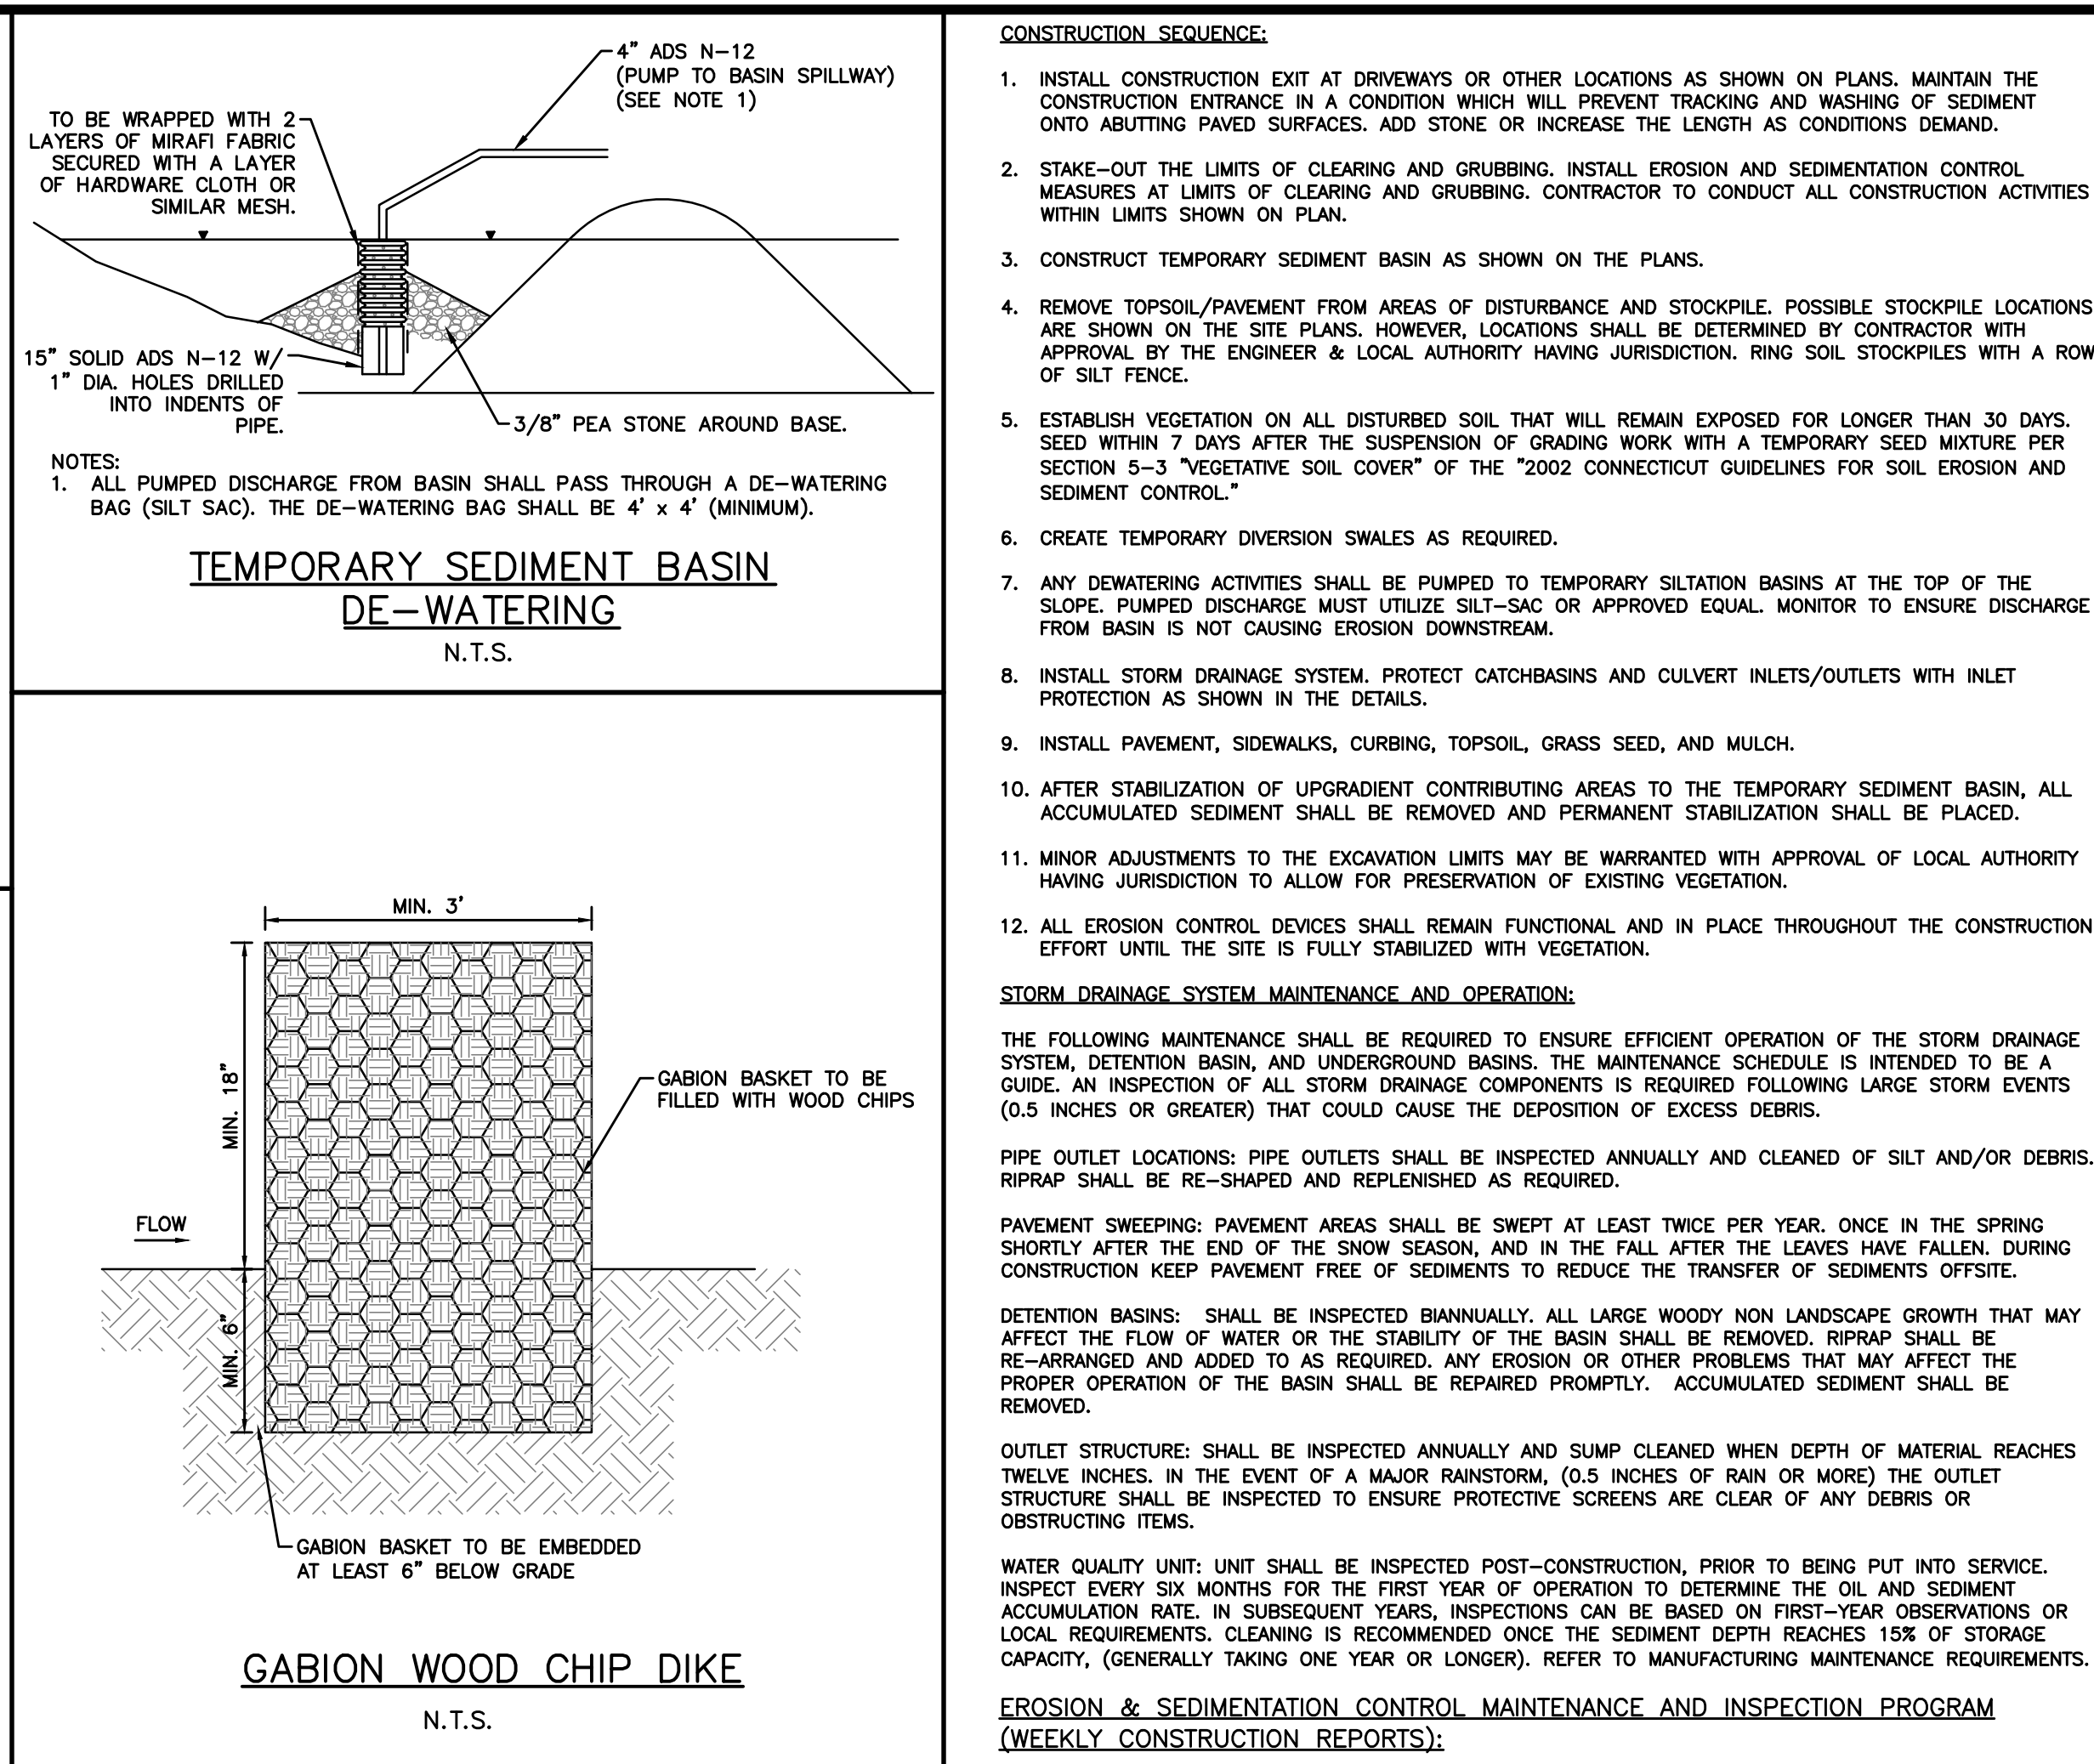 4" ADS N-12
(PUMP TO BASIN SPILLWAY)
(SEE NOTE 1)
TO BE WRAPPED WITH 2
LAYERS OF MIRAFI FABRIC
SECURED WITH A LAYER
OF HARDWARE CLOTH OR
SIMILAR MESH.
15" SOLID ADS N-12 W/
1" DIA. HOLES DRILLED
INTO INDENTS OF
PIPE.
3/8" PEA STONE AROUND BASE.
NOTES:
1. ALL PUMPED DISCHARGE FROM BASIN SHALL PASS THROUGH A DE-WATERING
BAG (SILT SAC). THE DE-WATERING BAG SHALL BE 4' x 4' (MINIMUM).
TEMPORARY SEDIMENT BASIN
DE-WATERING
N.T.S.
MIN. 3'
MIN. 18"
GABION BASKET TO BE
FILLED WITH WOOD CHIPS
FLOW
MIN. 6"
GABION BASKET TO BE EMBEDDED
AT LEAST 6" BELOW GRADE
GABION WOOD CHIP DIKE
N.T.S.
CONSTRUCTION SEQUENCE:
1. INSTALL CONSTRUCTION EXIT AT DRIVEWAYS OR OTHER LOCATIONS AS SHOWN ON PLANS. MAINTAIN THE
CONSTRUCTION ENTRANCE IN A CONDITION WHICH WILL PREVENT TRACKING AND WASHING OF SEDIMENT
ONTO ABUTTING PAVED SURFACES. ADD STONE OR INCREASE THE LENGTH AS CONDITIONS DEMAND.
2. STAKE-OUT THE LIMITS OF CLEARING AND GRUBBING. INSTALL EROSION AND SEDIMENTATION CONTROL
MEASURES AT LIMITS OF CLEARING AND GRUBBING. CONTRACTOR TO CONDUCT ALL CONSTRUCTION ACTIVITIES
WITHIN LIMITS SHOWN ON PLAN.
3. CONSTRUCT TEMPORARY SEDIMENT BASIN AS SHOWN ON THE PLANS.
4. REMOVE TOPSOIL/PAVEMENT FROM AREAS OF DISTURBANCE AND STOCKPILE. POSSIBLE STOCKPILE LOCATIONS
ARE SHOWN ON THE SITE PLANS. HOWEVER, LOCATIONS SHALL BE DETERMINED BY CONTRACTOR WITH
APPROVAL BY THE ENGINEER & LOCAL AUTHORITY HAVING JURISDICTION. RING SOIL STOCKPILES WITH A ROW
OF SILT FENCE.
5. ESTABLISH VEGETATION ON ALL DISTURBED SOIL THAT WILL REMAIN EXPOSED FOR LONGER THAN 30 DAYS.
SEED WITHIN 7 DAYS AFTER THE SUSPENSION OF GRADING WORK WITH A TEMPORARY SEED MIXTURE PER
SECTION 5-3 "VEGETATIVE SOIL COVER" OF THE "2002 CONNECTICUT GUIDELINES FOR SOIL EROSION AND
SEDIMENT CONTROL."
6. CREATE TEMPORARY DIVERSION SWALES AS REQUIRED.
7. ANY DEWATERING ACTIVITIES SHALL BE PUMPED TO TEMPORARY SILTATION BASINS AT THE TOP OF THE
SLOPE. PUMPED DISCHARGE MUST UTILIZE SILT-SAC OR APPROVED EQUAL. MONITOR TO ENSURE DISCHARGE
FROM BASIN IS NOT CAUSING EROSION DOWNSTREAM.
8. INSTALL STORM DRAINAGE SYSTEM. PROTECT CATCHBASINS AND CULVERT INLETS/OUTLETS WITH INLET
PROTECTION AS SHOWN IN THE DETAILS.
9. INSTALL PAVEMENT, SIDEWALKS, CURBING, TOPSOIL, GRASS SEED, AND MULCH.
10. AFTER STABILIZATION OF UPGRADIENT CONTRIBUTING AREAS TO THE TEMPORARY SEDIMENT BASIN, ALL
ACCUMULATED SEDIMENT SHALL BE REMOVED AND PERMANENT STABILIZATION SHALL BE PLACED.
11. MINOR ADJUSTMENTS TO THE EXCAVATION LIMITS MAY BE WARRANTED WITH APPROVAL OF LOCAL AUTHORITY
HAVING JURISDICTION TO ALLOW FOR PRESERVATION OF EXISTING VEGETATION.
12. ALL EROSION CONTROL DEVICES SHALL REMAIN FUNCTIONAL AND IN PLACE THROUGHOUT THE CONSTRUCTION
EFFORT UNTIL THE SITE IS FULLY STABILIZED WITH VEGETATION.
STORM DRAINAGE SYSTEM MAINTENANCE AND OPERATION:
THE FOLLOWING MAINTENANCE SHALL BE REQUIRED TO ENSURE EFFICIENT OPERATION OF THE STORM DRAINAGE
SYSTEM, DETENTION BASIN, AND UNDERGROUND BASINS. THE MAINTENANCE SCHEDULE IS INTENDED TO BE A
GUIDE. AN INSPECTION OF ALL STORM DRAINAGE COMPONENTS IS REQUIRED FOLLOWING LARGE STORM EVENTS
(0.5 INCHES OR GREATER) THAT COULD CAUSE THE DEPOSITION OF EXCESS DEBRIS.
PIPE OUTLET LOCATIONS: PIPE OUTLETS SHALL BE INSPECTED ANNUALLY AND CLEANED OF SILT AND/OR DEBRIS.
RIPRAP SHALL BE RE-SHAPED AND REPLENISHED AS REQUIRED.
PAVEMENT SWEEPING: PAVEMENT AREAS SHALL BE SWEPT AT LEAST TWICE PER YEAR. ONCE IN THE SPRING
SHORTLY AFTER THE END OF THE SNOW SEASON, AND IN THE FALL AFTER THE LEAVES HAVE FALLEN. DURING
CONSTRUCTION KEEP PAVEMENT FREE OF SEDIMENTS TO REDUCE THE TRANSFER OF SEDIMENTS OFFSITE.
DETENTION BASINS: SHALL BE INSPECTED BIANNUALLY. ALL LARGE WOODY NON LANDSCAPE GROWTH THAT MAY
AFFECT THE FLOW OF WATER OR THE STABILITY OF THE BASIN SHALL BE REMOVED. RIPRAP SHALL BE
RE-ARRANGED AND ADDED TO AS REQUIRED. ANY EROSION OR OTHER PROBLEMS THAT MAY AFFECT THE
PROPER OPERATION OF THE BASIN SHALL BE REPAIRED PROMPTLY. ACCUMULATED SEDIMENT SHALL BE
REMOVED.
OUTLET STRUCTURE: SHALL BE INSPECTED ANNUALLY AND SUMP CLEANED WHEN DEPTH OF MATERIAL REACHES
TWELVE INCHES. IN THE EVENT OF A MAJOR RAINSTORM, (0.5 INCHES OF RAIN OR MORE) THE OUTLET
STRUCTURE SHALL BE INSPECTED TO ENSURE PROTECTIVE SCREENS ARE CLEAR OF ANY DEBRIS OR
OBSTRUCTING ITEMS.
WATER QUALITY UNIT: UNIT SHALL BE INSPECTED POST-CONSTRUCTION, PRIOR TO BEING PUT INTO SERVICE.
INSPECT EVERY SIX MONTHS FOR THE FIRST YEAR OF OPERATION TO DETERMINE THE OIL AND SEDIMENT
ACCUMULATION RATE. IN SUBSEQUENT YEARS, INSPECTIONS CAN BE BASED ON FIRST-YEAR OBSERVATIONS OR
LOCAL REQUIREMENTS. CLEANING IS RECOMMENDED ONCE THE SEDIMENT DEPTH REACHES 15% OF STORAGE
CAPACITY, (GENERALLY TAKING ONE YEAR OR LONGER). REFER TO MANUFACTURING MAINTENANCE REQUIREMENTS.
EROSION & SEDIMENTATION CONTROL MAINTENANCE AND INSPECTION PROGRAM
(WEEKLY CONSTRUCTION REPORTS):